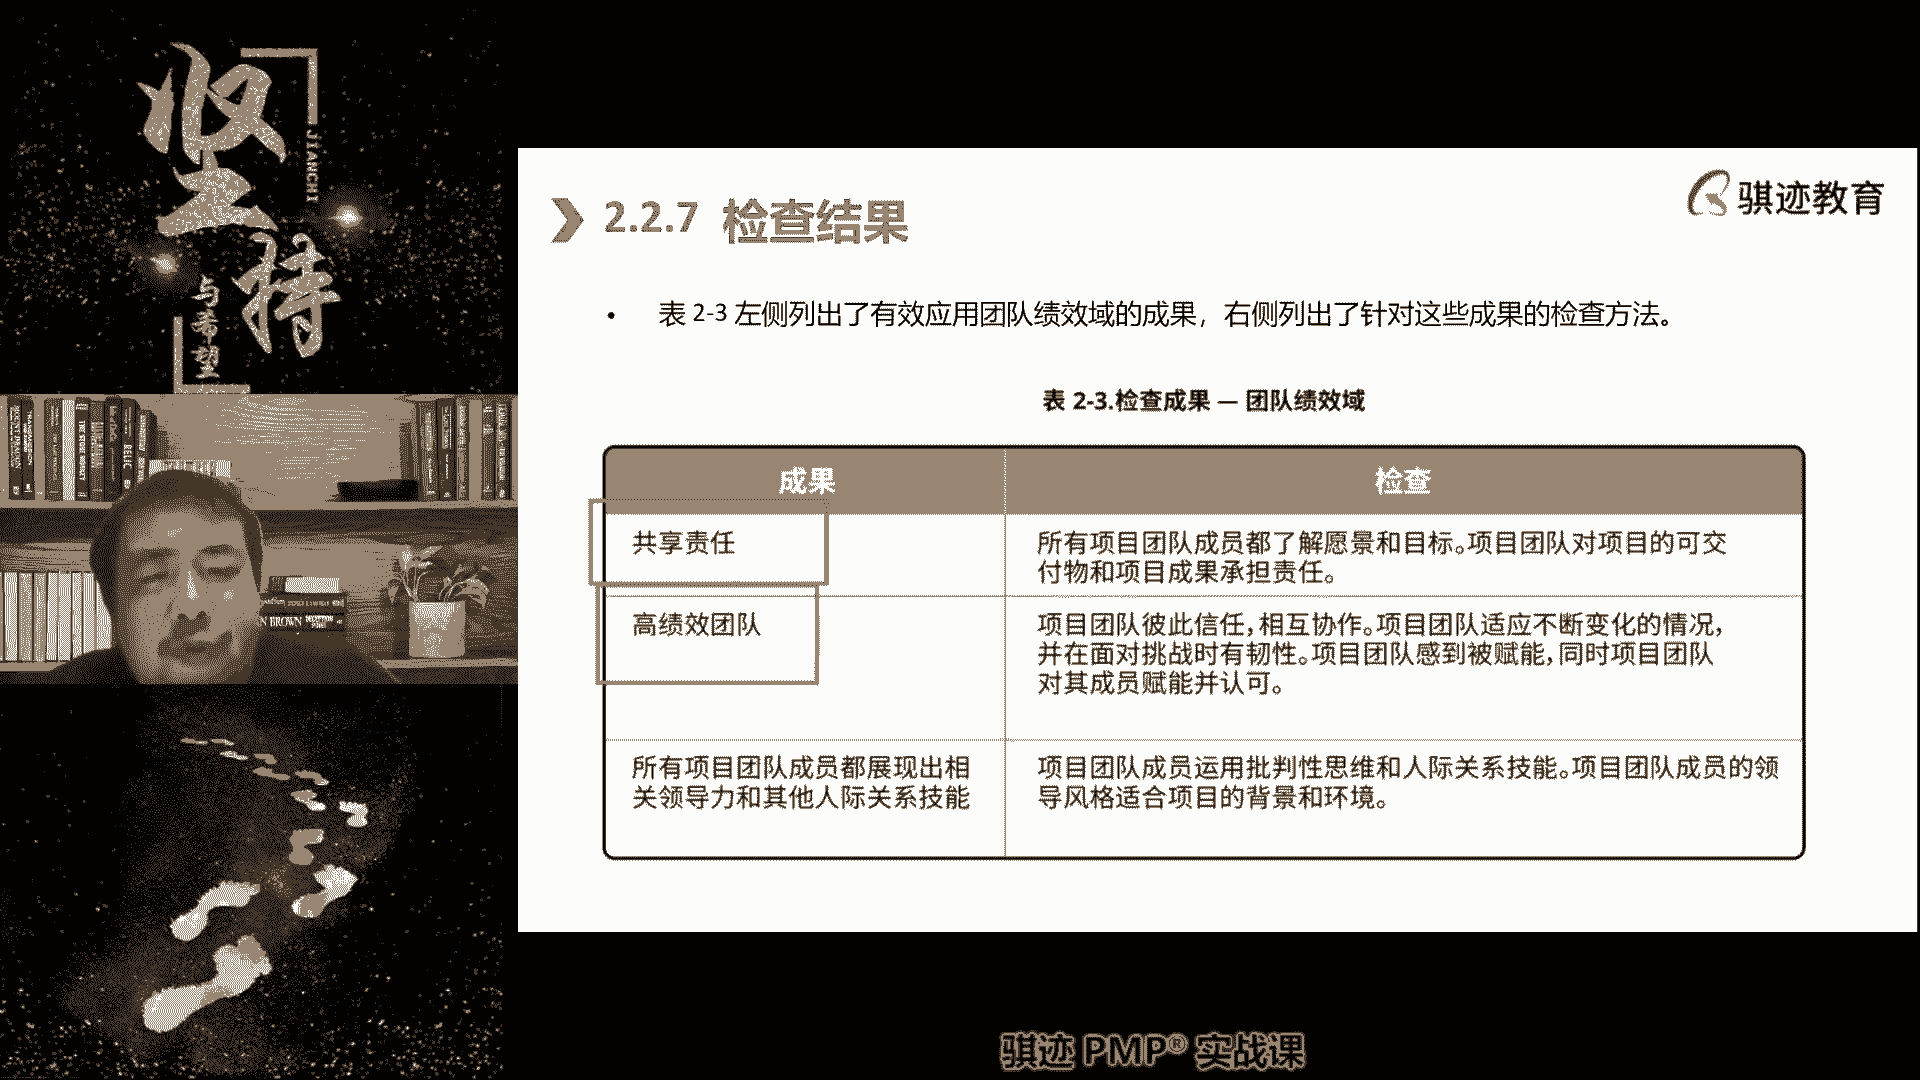 坚持
JIANCHI
与希望
骐迹教育
2.2.7 检查结果
• 表 2-3 左侧列出了有效应用团队绩效域的成果，右侧列出了针对这些成果的检查方法。
表 2-3.检查成果 — 团队绩效域
成果
检查
共享责任
所有项目团队成员都了解愿景和目标。项目团队对项目的可交
付物和项目成果承担责任。
高绩效团队
项目团队彼此信任，相互协作。项目团队适应不断变化的情况，
并在面对挑战时有韧性。项目团队感到被赋能，同时项目团队
对其成员赋能并认可。
所有项目团队成员都展现出相
关领导力和其他人际关系技能
项目团队成员运用批判性思维和人际关系技能。项目团队成员的领
导风格适合项目的背景和环境。
骐迹 PMP® 实战课